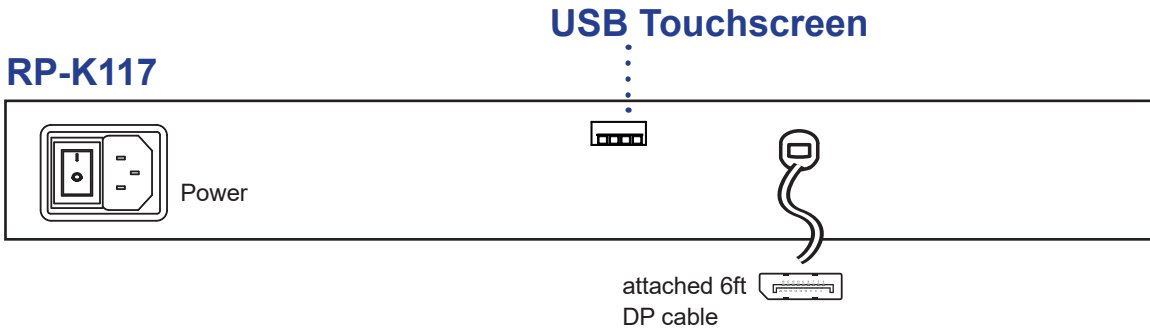 USB Touchscreen
RP-K117
Power
attached 6ft
DP cable